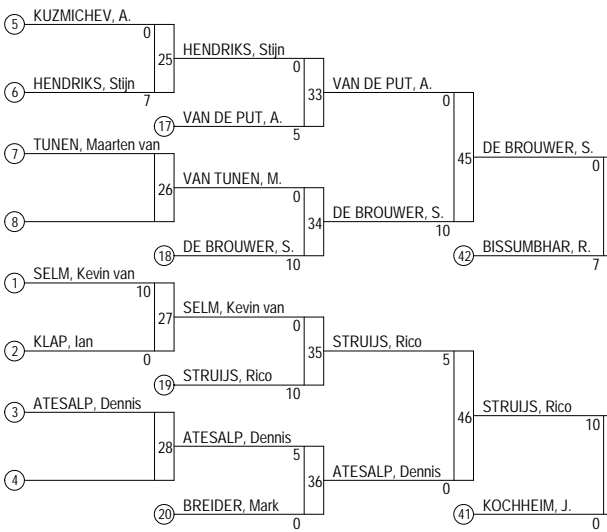 5 KUZMICHEV, A.
0
25 HENDRIKS, Stijn
0
6 HENDRIKS, Stijn
7
33 VAN DE PUT, A.
0
17 VAN DE PUT, A.
5
7 TUNEN, Maarten van
45 DE BROUWER, S.
0
26 VAN TUNEN, M.
0
8
34 DE BROUWER, S.
10
18 DE BROUWER, S.
10
42 BISSUMBHAR, R.
7
1 SELM, Kevin van
10
27 SELM, Kevin van
0
2 KLAP, Ian
0
35 STRUIJS, Rico
5
19 STRUIJS, Rico
10
3 ATESALP, Dennis
46 STRUIJS, Rico
10
28 ATESALP, Dennis
5
4
36 ATESALP, Dennis
0
20 BREIDER, Mark
0
41 KOCHHEIM, J.
0